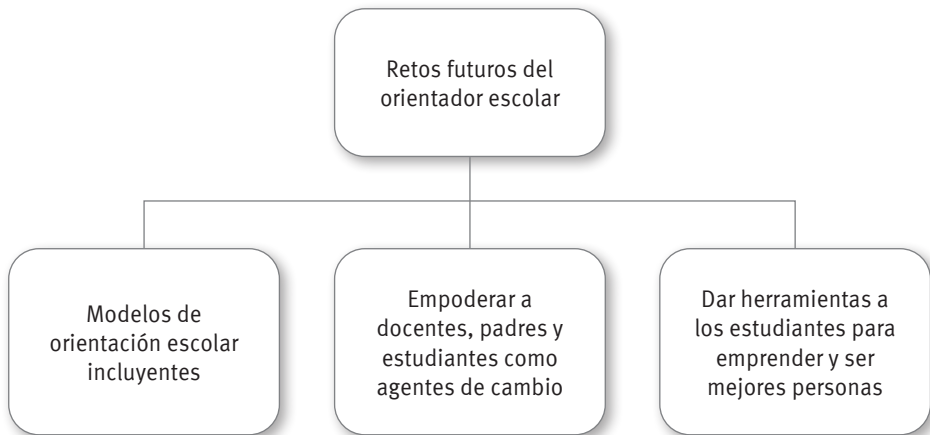 Retos futuros del
orientador escolar
Modelos de
orientación escolar
incluyentes
Empoderar a
docentes, padres y
estudiantes como
agentes de cambio
Dar herramientas a
los estudiantes para
emprender y ser
mejores personas